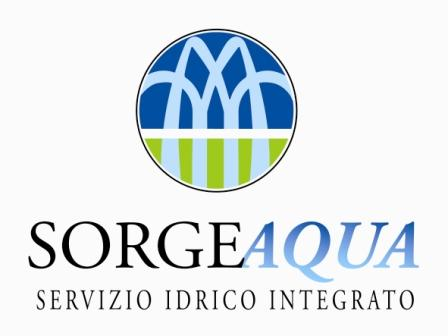 SORGEAQUA
SERVIZIO IDRICO INTEGRATO